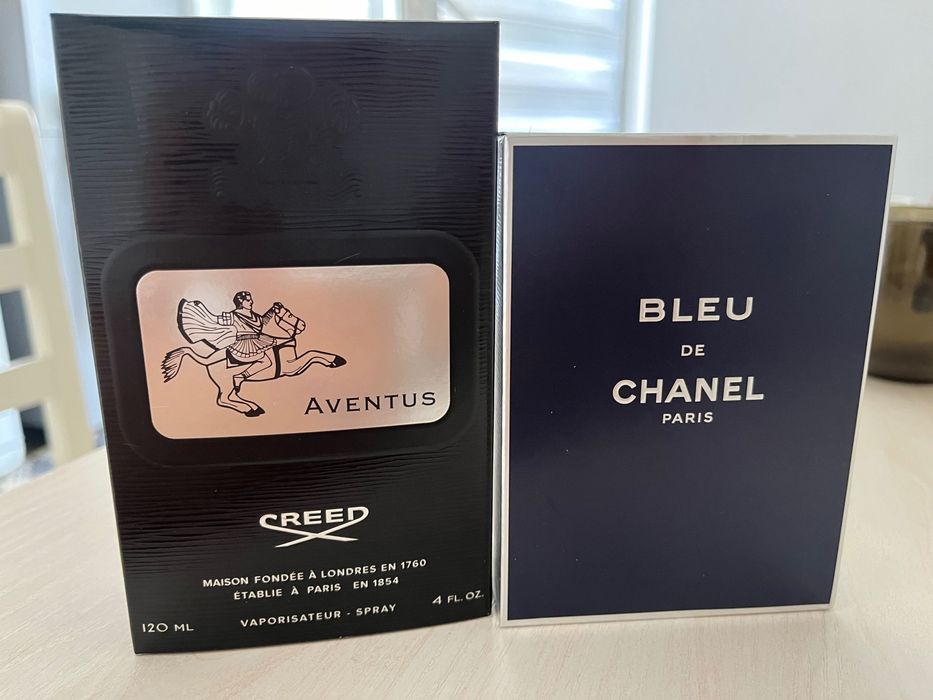 AVENTUS
CREED
MAISON FONDÉE À LONDRES EN 1760
ÉTABLIE À PARIS EN 1854
VAPORISATEUR - SPRAY
120 ML
4 FL. OZ.
BLEU
DE
CHANEL
PARIS